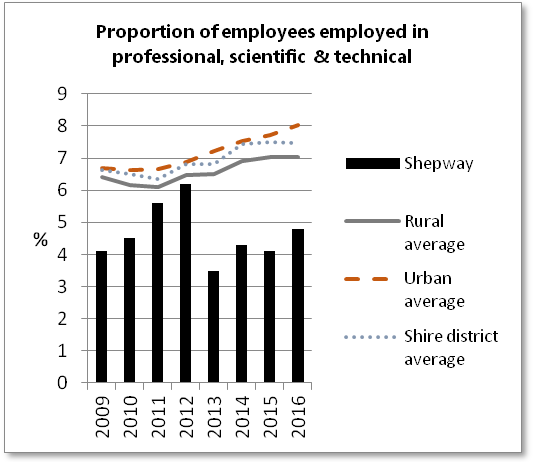 Proportion of employees employed in
professional, scientific & technical
9
8
7
6
5
4
3
2
1
0
%
2009
2010
2011
2012
2013
2014
2015
2016
Shepway
Rural
average
Urban
average
Shire district
average